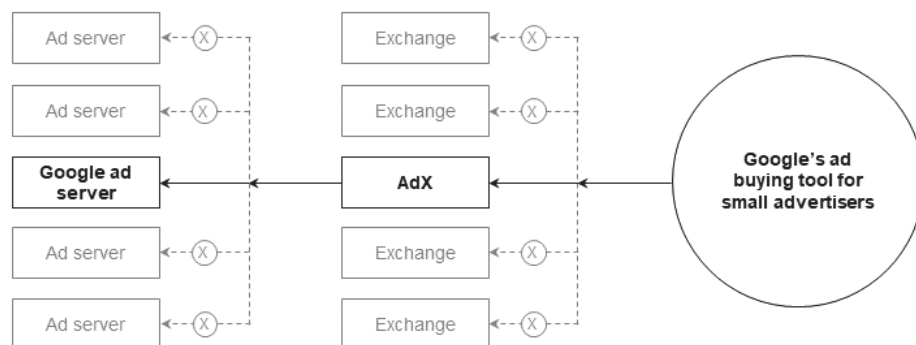 Ad server
X
Exchange
X
Ad server
X
Exchange
X
Google ad
server
AdX
Google's ad
buying tool for
small advertisers
Ad server
X
Exchange
X
Ad server
X
Exchange
X